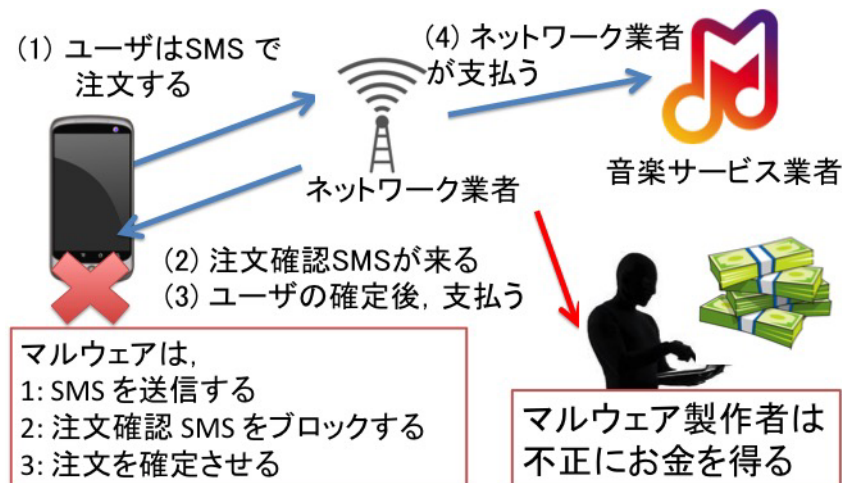 (1) ユーザはSMS で
注文する
(4) ネットワーク業者
が支払う
ネットワーク業者
音楽サービス業者
(2) 注文確認SMSが来る
(3) ユーザの確定後，支払う
マルウェアは，
1: SMS を送信する
2: 注文確認 SMS をブロックする
3: 注文を確定させる
マルウェア製作者は
不正にお金を得る